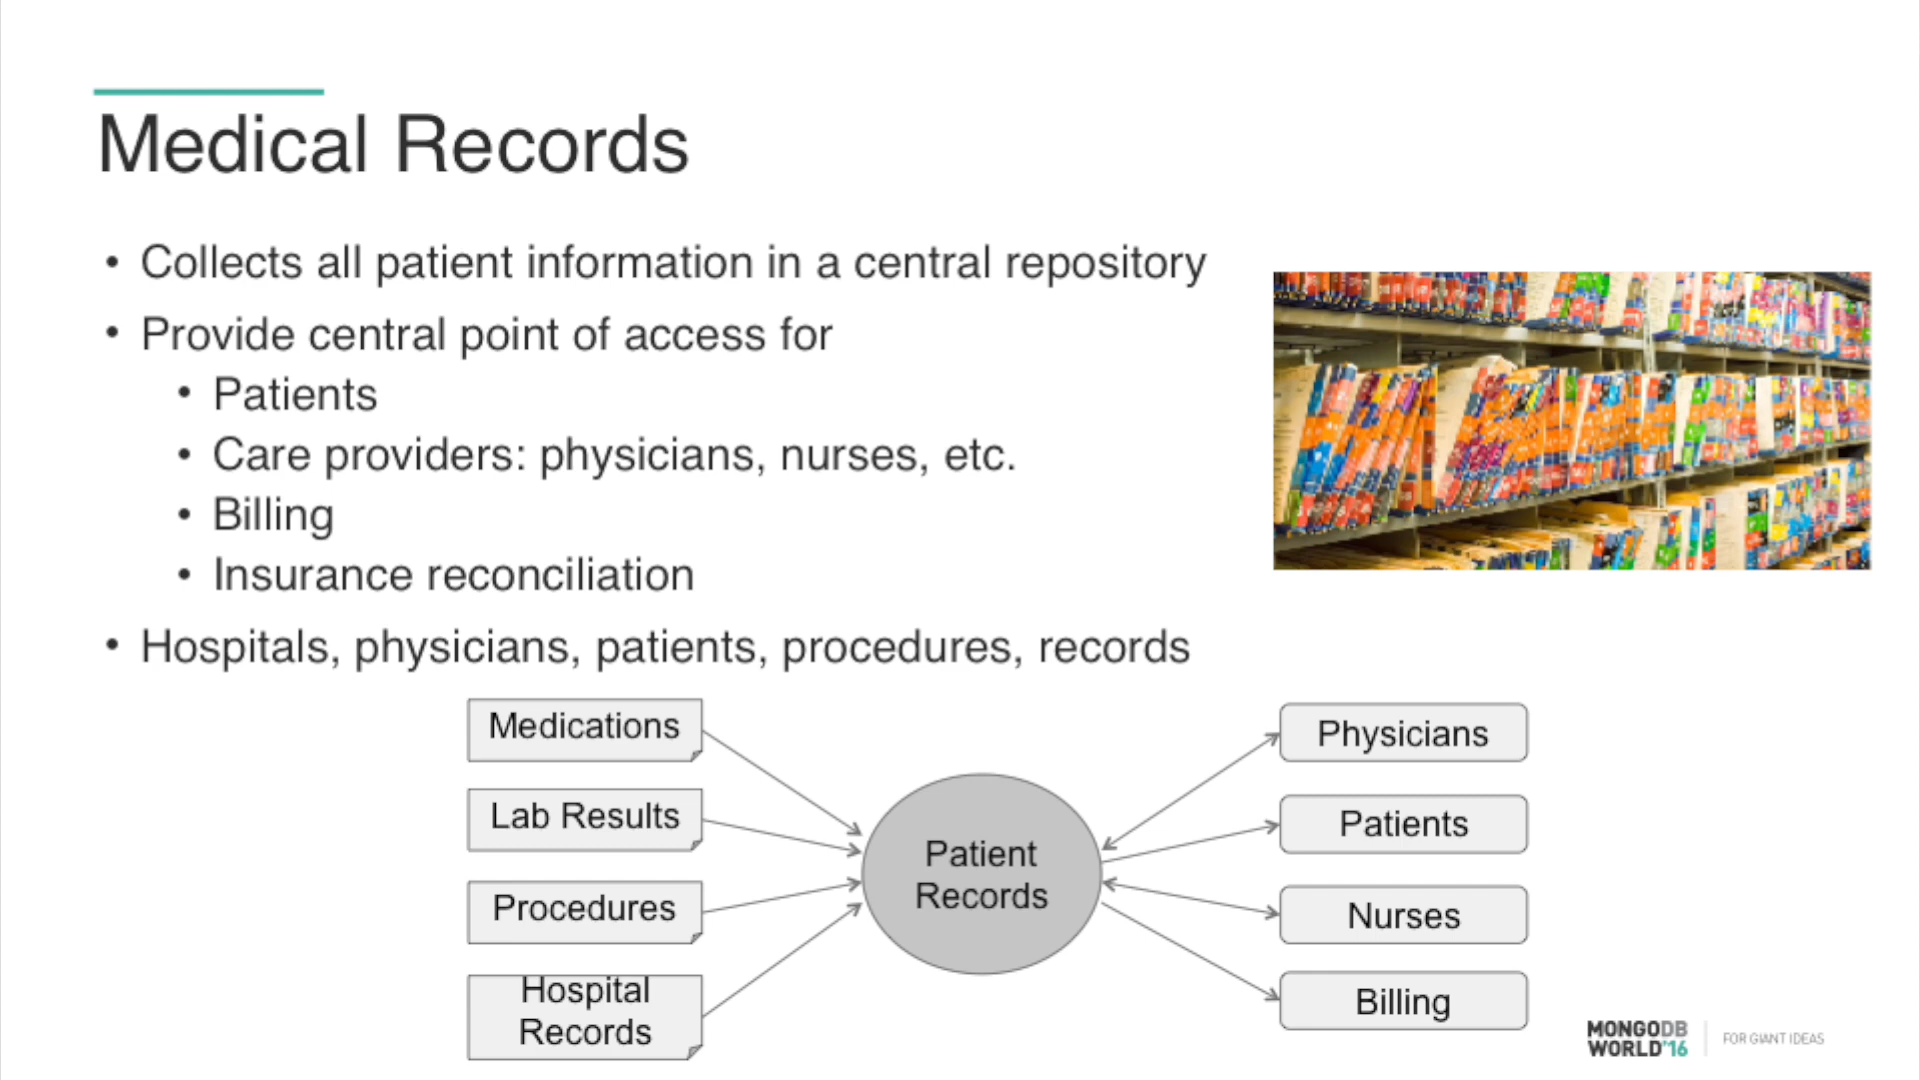 Medical Records
• Collects all patient information in a central repository
• Provide central point of access for
• Patients
• Care providers: physicians, nurses, etc.
• Billing
• Insurance reconciliation
• Hospitals, physicians, patients, procedures, records
Medications
Lab Results
Procedures
Hospital
Records
Patient
Records
Physicians
Patients
Nurses
Billing
MONGODB
WORLD'16
FOR GIANT IDEAS